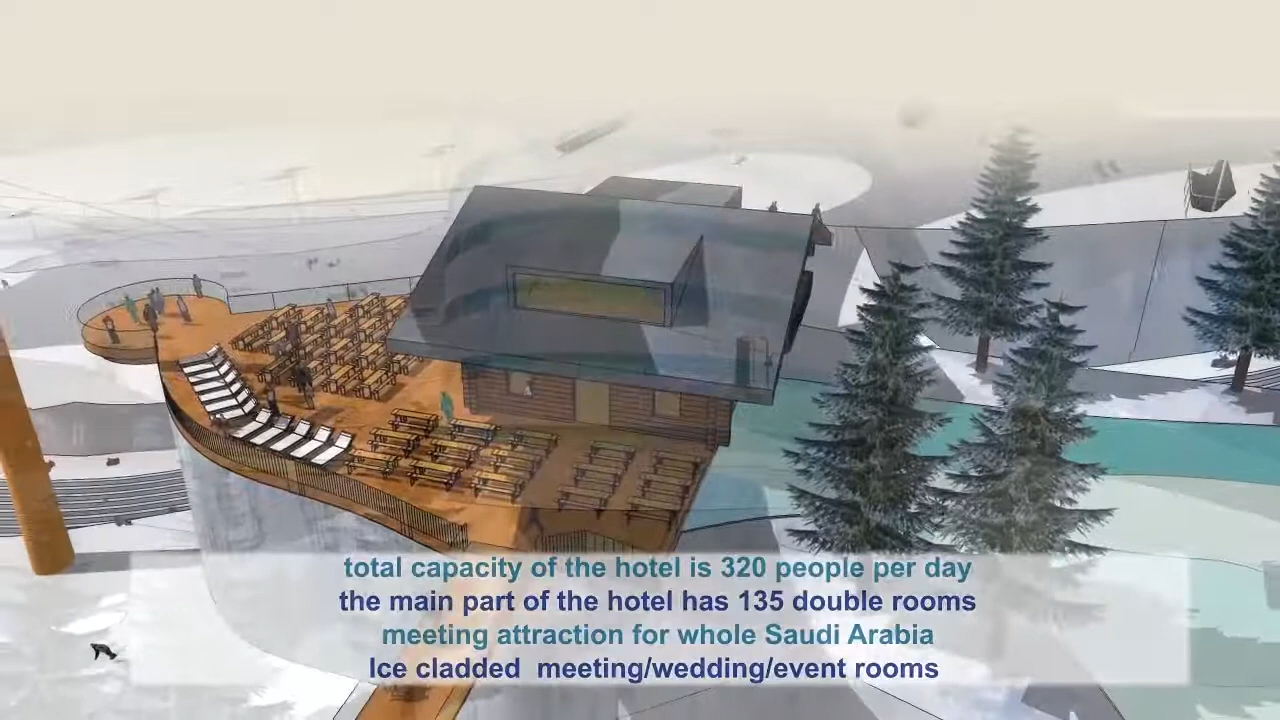 total capacity of the hotel is 320 people per day
the main part of the hotel has 135 double rooms
meeting attraction for whole Saudi Arabia
Ice cladded  meeting/wedding/event rooms